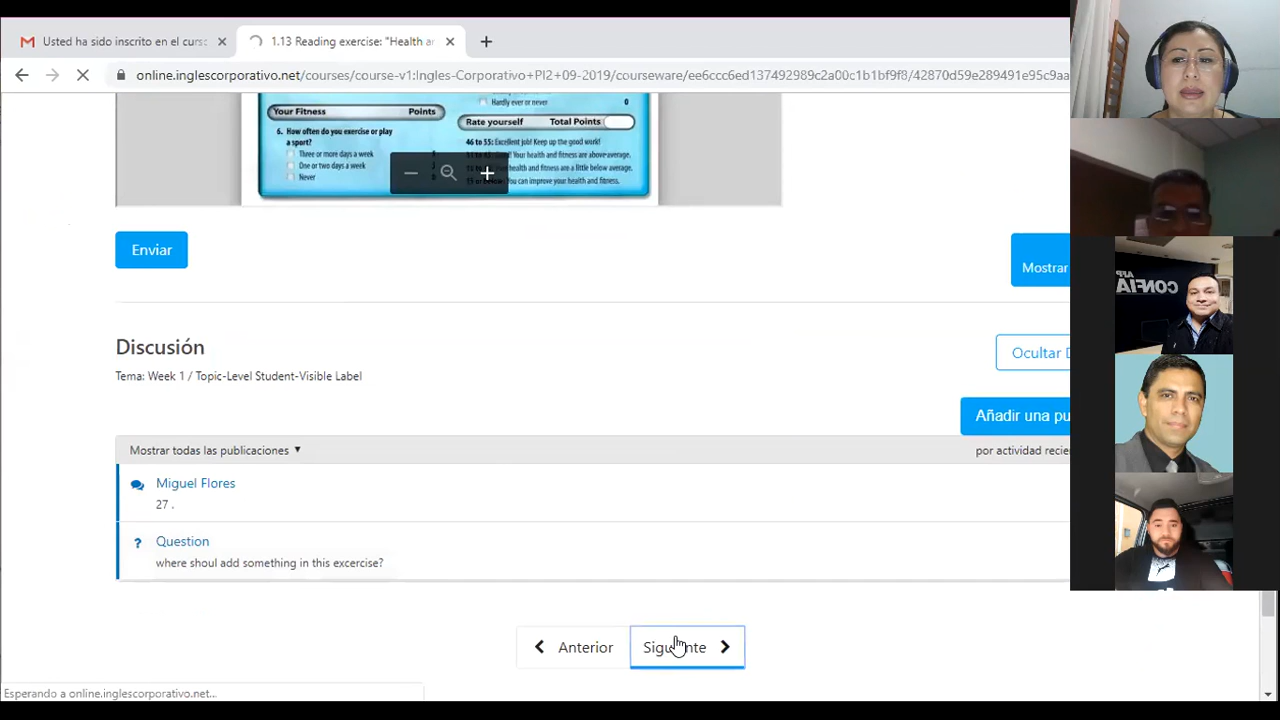 Usted ha sido inscrito en el curso
1.13 Reading exercise: "Health a
online.inglescorporativo.net/courses/course-v1:Ingles-Corporativo+PI2+09-2019/courseware/ee6ccc6ed137492989c2a00c1b1bf9f8/42870d59e289491e95c9aa
Hardly ever or never 0
Your Fitness Points
Rate yourself Total Points
6. How often do you exercise or play
a sport?
Three or more days a week
One or two days a week
Never
46 to 55: Excellent job! Keep up the good work!
Your health and fitness are above average.
health and fitness are a little below average.
You can improve your health and fitness.
Enviar
Mostrar
Discusión
Ocultar D
Tema: Week 1 / Topic-Level Student-Visible Label
Añadir una pu
Mostrar todas las publicaciones
por actividad recie
Miguel Flores
27 .
Question
where shoul add something in this excercise?
Anterior
Siguiente
Esperando a online.inglescorporativo.net...
AFP
CONFIA